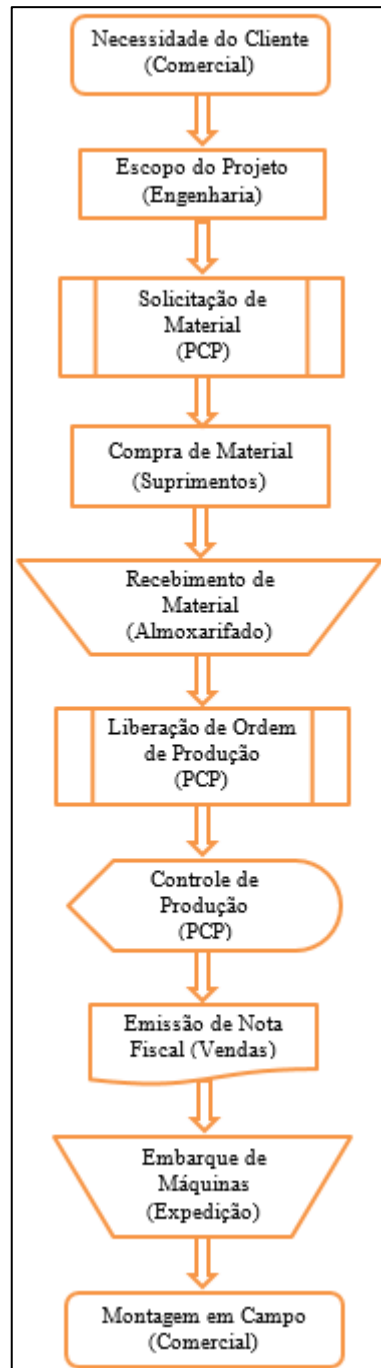 Necessidade do Cliente
(Comercial)
Escopo do Projeto
(Engenharia)
Solicitação de
Material
(PCP)
Compra de Material
(Suprimentos)
Recebimento de
Material
(Almoxarifado)
Liberação de Ordem
de Produção
(PCP)
Controle de
Produção
(PCP)
Emissão de Nota
Fiscal (Vendas)
Embarque de
Máquinas
(Expedição)
Montagem em Campo
(Comercial)